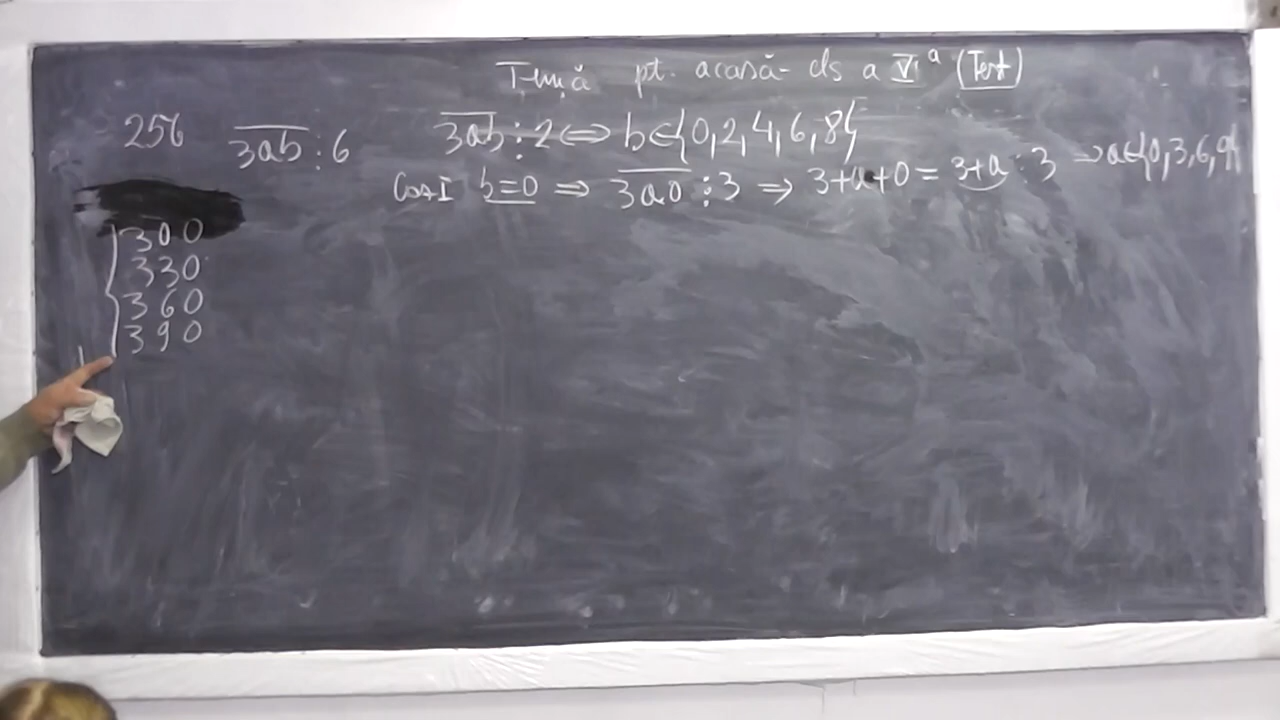 Temă pt. acasă - cls a VI a (Test)
256 3ab ⋮ 6 3ab ⋮ 2 ⇔ b∈{0,2,4,6,8}
Caz I b=0 ⇒ 3a0 ⋮ 3 ⇒ 3+a+0 = 3+a ⋮ 3 ⇒ a∈{0,3,6,9}
300
330
360
390